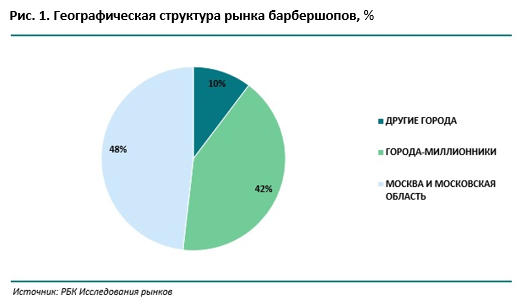 Рис. 1. Географическая структура рынка барбершопов, %
10%
48%
42%
ДРУГИЕ ГОРОДА
ГОРОДА-МИЛЛИОННИКИ
МОСКВА И МОСКОВСКАЯ
ОБЛАСТЬ
Источник: РБК Исследования рынков